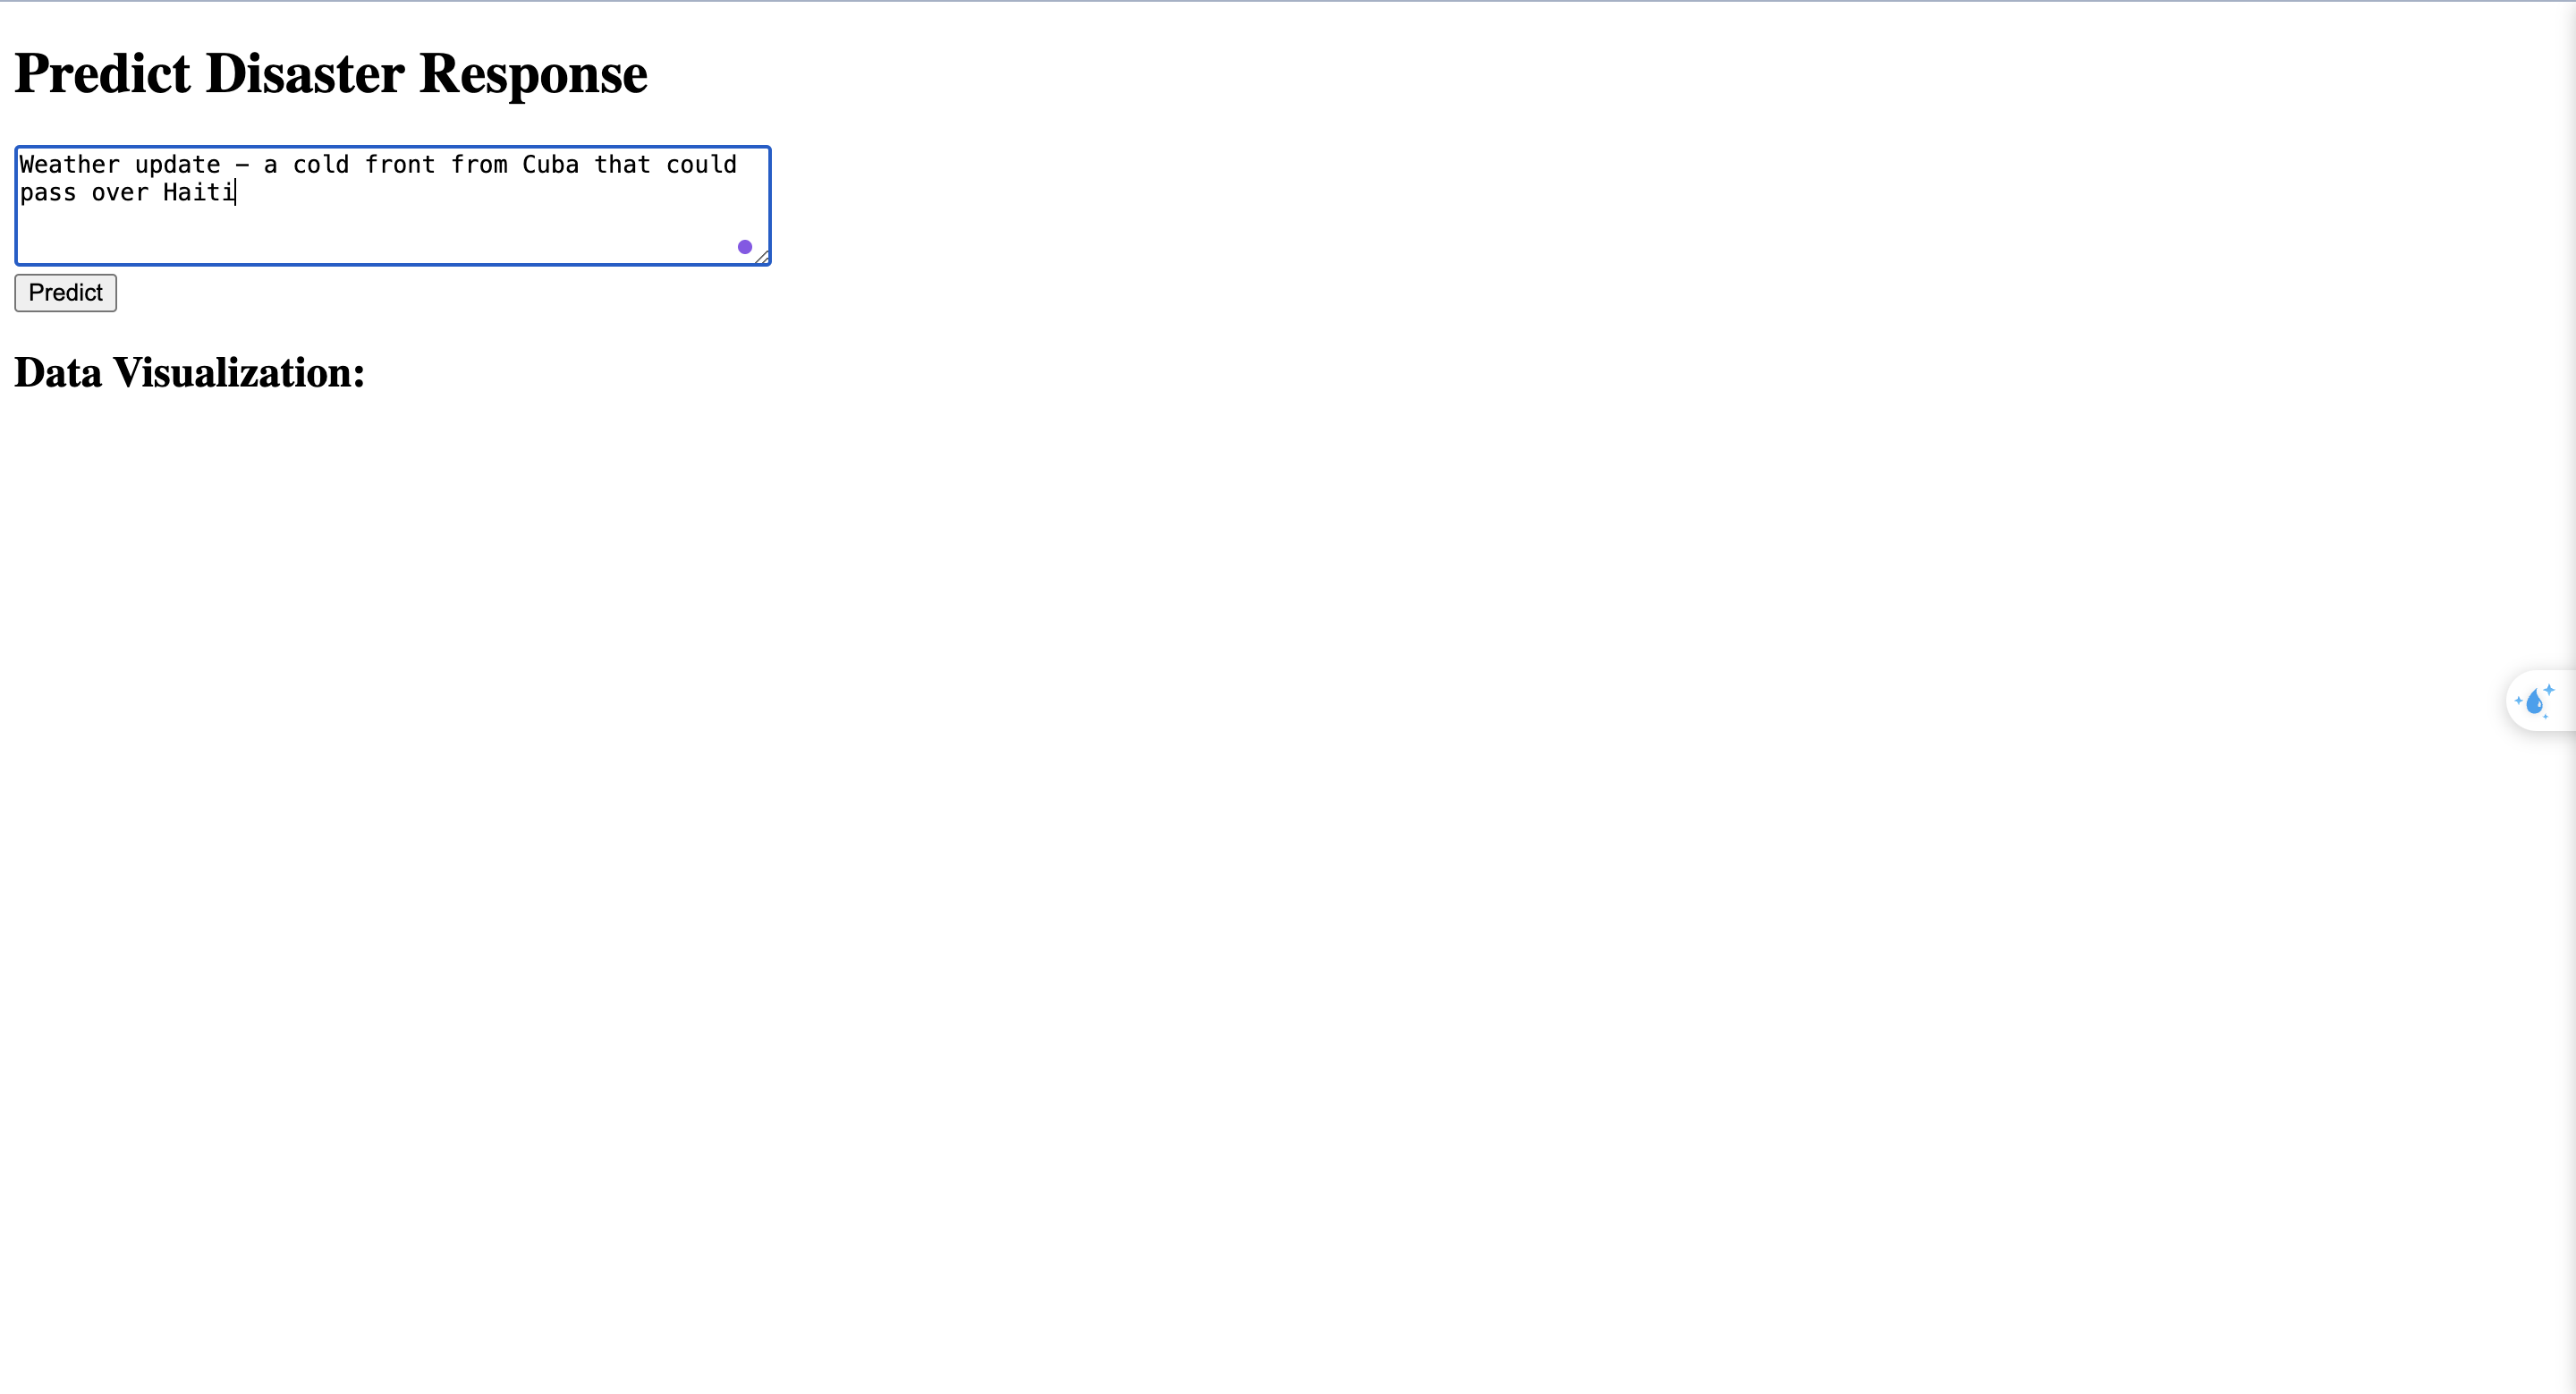 Predict Disaster Response
Weather update – a cold front from Cuba that could
pass over Haiti
Predict
Data Visualization: